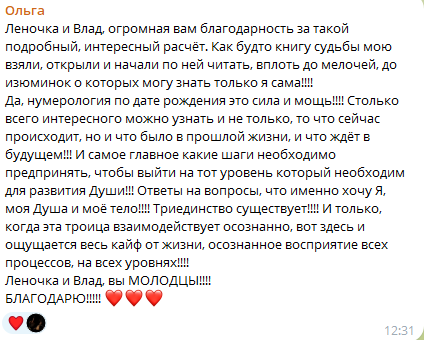 Ольга
Леночка и Влад, огромная вам благодарность за такой
подробный, интересный расчёт. Как будто книгу судьбы мою
взяли, открыли и начали по ней читать, вплоть до мелочей, до
изюминок о которых могу знать только я сама!!!!
Да, нумерология по дате рождения это сила и мощь!!!! Столько
всего интересного можно узнать и не только, то что сейчас
происходит, но и что было в прошлой жизни, и что ждёт в
будущем!!! И самое главное какие шаги необходимо
предпринять, чтобы выйти на тот уровень который необходим
для развития Души!!! Ответы на вопросы, что именно хочу Я,
моя Душа и моё тело!!!! Триединство существует!!!! И только,
когда эта троица взаимодействует осознанно, вот здесь и
ощущается весь кайф от жизни, осознанное восприятие всех
процессов, на всех уровнях!!!!
Леночка и Влад, вы МОЛОДЦЫ!!!!
БЛАГОДАРЮ!!!!! ❤️❤️❤️
12:31